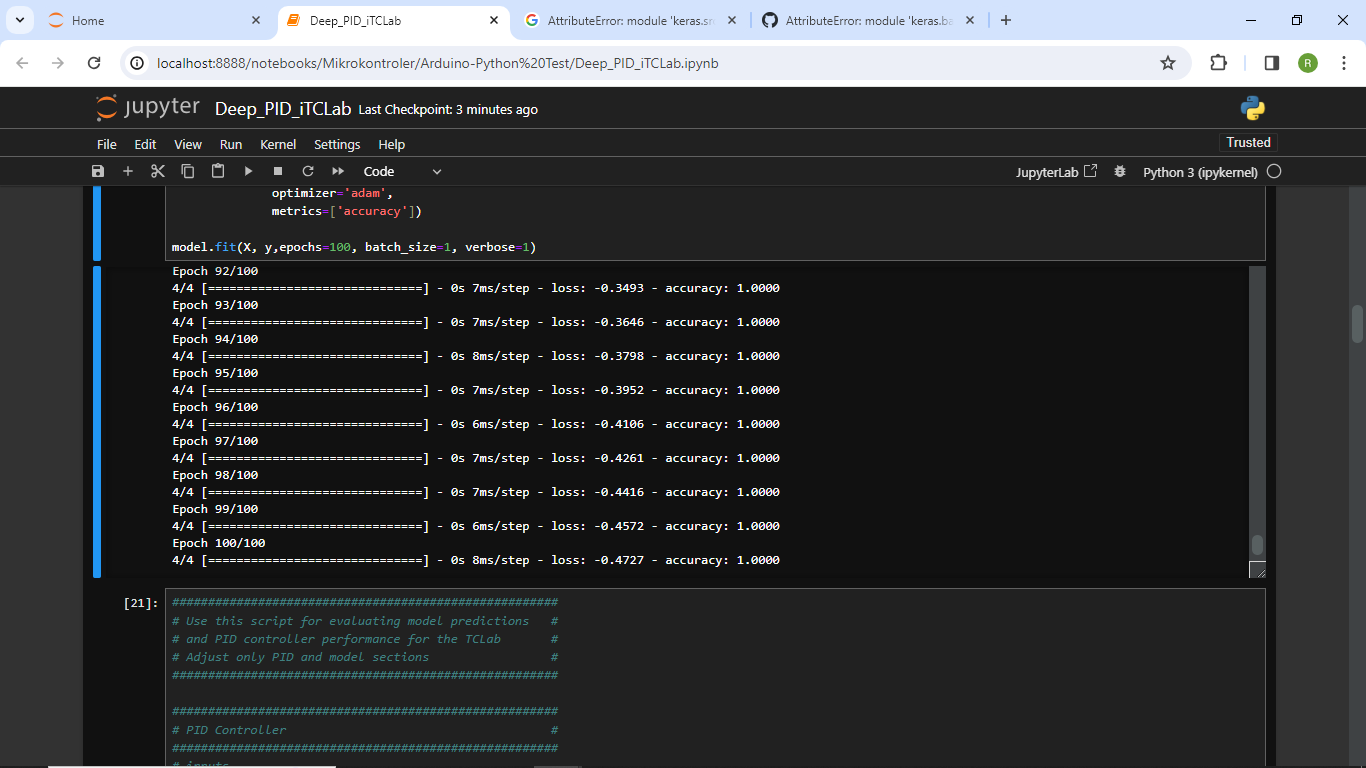 Home
Deep_PID_iTCLab
AttributeError: module 'keras.sr
AttributeError: module 'keras.ba
localhost:8888/notebooks/Mikrokontroler/Arduino-Python%20Test/Deep_PID_iTCLab.ipynb
R
jupyter Deep_PID_iTCLab Last Checkpoint: 3 minutes ago
File Edit View Run Kernel Settings Help
Trusted
Code
JupyterLab
Python 3 (ipykernel)
optimizer='adam',
metrics=['accuracy'])
model.fit(X, y,epochs=100, batch_size=1, verbose=1)
Epoch 92/100
4/4 [==============================] - 0s 7ms/step - loss: -0.3493 - accuracy: 1.0000
Epoch 93/100
4/4 [==============================] - 0s 7ms/step - loss: -0.3646 - accuracy: 1.0000
Epoch 94/100
4/4 [==============================] - 0s 8ms/step - loss: -0.3798 - accuracy: 1.0000
Epoch 95/100
4/4 [==============================] - 0s 7ms/step - loss: -0.3952 - accuracy: 1.0000
Epoch 96/100
4/4 [==============================] - 0s 6ms/step - loss: -0.4106 - accuracy: 1.0000
Epoch 97/100
4/4 [==============================] - 0s 7ms/step - loss: -0.4261 - accuracy: 1.0000
Epoch 98/100
4/4 [==============================] - 0s 7ms/step - loss: -0.4416 - accuracy: 1.0000
Epoch 99/100
4/4 [==============================] - 0s 6ms/step - loss: -0.4572 - accuracy: 1.0000
Epoch 100/100
4/4 [==============================] - 0s 8ms/step - loss: -0.4727 - accuracy: 1.0000
[21]: ######################################################
# Use this script for evaluating model predictions #
# and PID controller performance for the TCLab #
# Adjust only PID and model sections #
######################################################
######################################################
# PID Controller #
######################################################
# inputs